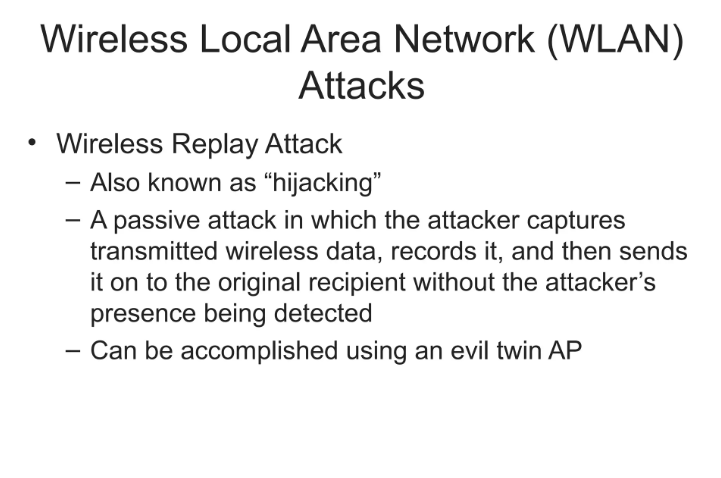 Wireless Local Area Network (WLAN)
Attacks
• Wireless Replay Attack
– Also known as “hijacking”
– A passive attack in which the attacker captures
transmitted wireless data, records it, and then sends
it on to the original recipient without the attacker’s
presence being detected
– Can be accomplished using an evil twin AP